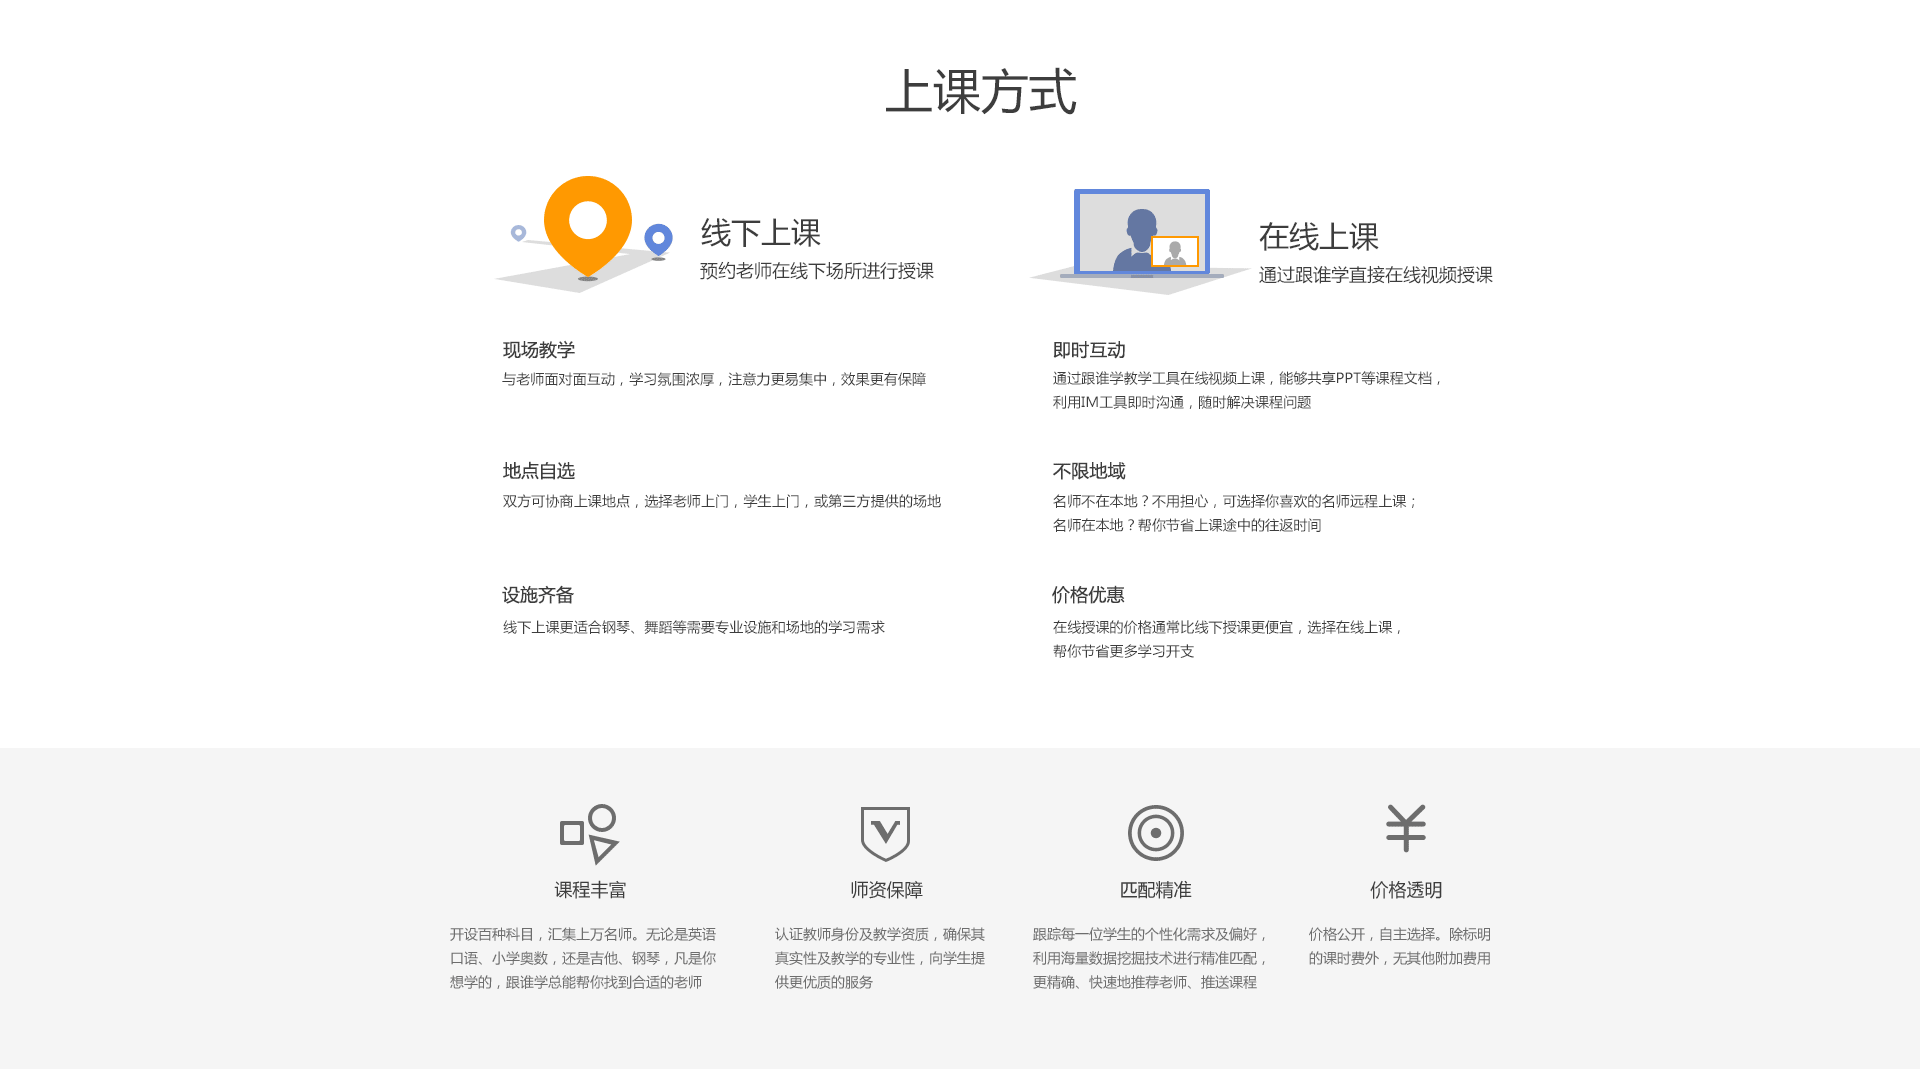 上课方式
线下上课
预约老师在线下场所进行授课
现场教学
与老师面对面互动，学习氛围浓厚，注意力更易集中，效果更有保障
地点自选
双方可协商上课地点，选择老师上门，学生上门，或第三方提供的场地
设施齐备
线下上课更适合钢琴、舞蹈等需要专业设施和场地的学习需求
在线上课
通过跟谁学直接在线视频授课
即时互动
通过跟谁学教学工具在线视频上课，能够共享PPT等课程文档，
利用IM工具即时沟通，随时解决课程问题
不限地域
名师不在本地？不用担心，可选择你喜欢的名师远程上课；
名师在本地？帮你节省上课途中的往返时间
价格优惠
在线授课的价格通常比线下授课更便宜，选择在线上课，
帮你节省更多学习开支
课程丰富
开设百种科目，汇集上万名师。无论是英语
口语、小学奥数，还是吉他、钢琴，凡是你
想学的，跟谁学总能帮你找到合适的老师
师资保障
认证教师身份及教学资质，确保其
真实性及教学的专业性，向学生提
供更优质的服务
匹配精准
跟踪每一位学生的个性化需求及偏好，
利用海量数据挖掘技术进行精准匹配，
更精确、快速地推荐老师、推送课程
价格透明
价格公开，自主选择。除标明
的课时费外，无其他附加费用